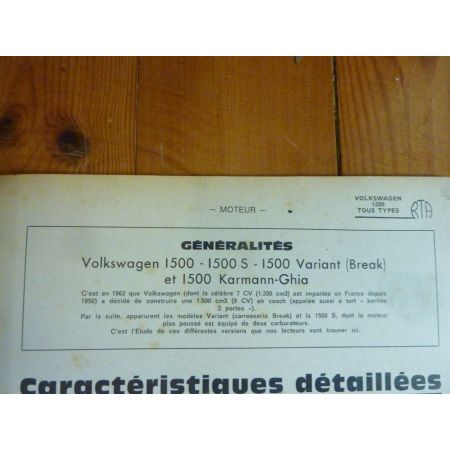 – MOTEUR –
VOLKSWAGEN
1500
TOUS TYPES
RTA
GÉNÉRALITÉS
Volkswagen 1500 - 1500 S - 1500 Variant (Break)
et 1500 Karmann-Ghia
C'est en 1962 que Volkswagen (dont la célèbre 7 CV (1.200 cm3) est importée en France depuis
1950) a décidé de construire une 1.500 cm3 (9 CV) en coach (appelée aussi à tort « berline
2 portes »).
Par la suite, apparurent les modèles Variant (carrosserie Break) et la 1500 S, dont le moteur
plus poussé est équipé de deux carburateurs.
C'est l'Etude de ces différentes versions que nos lecteurs vont trouver ici.
Caractéristiques détaillées